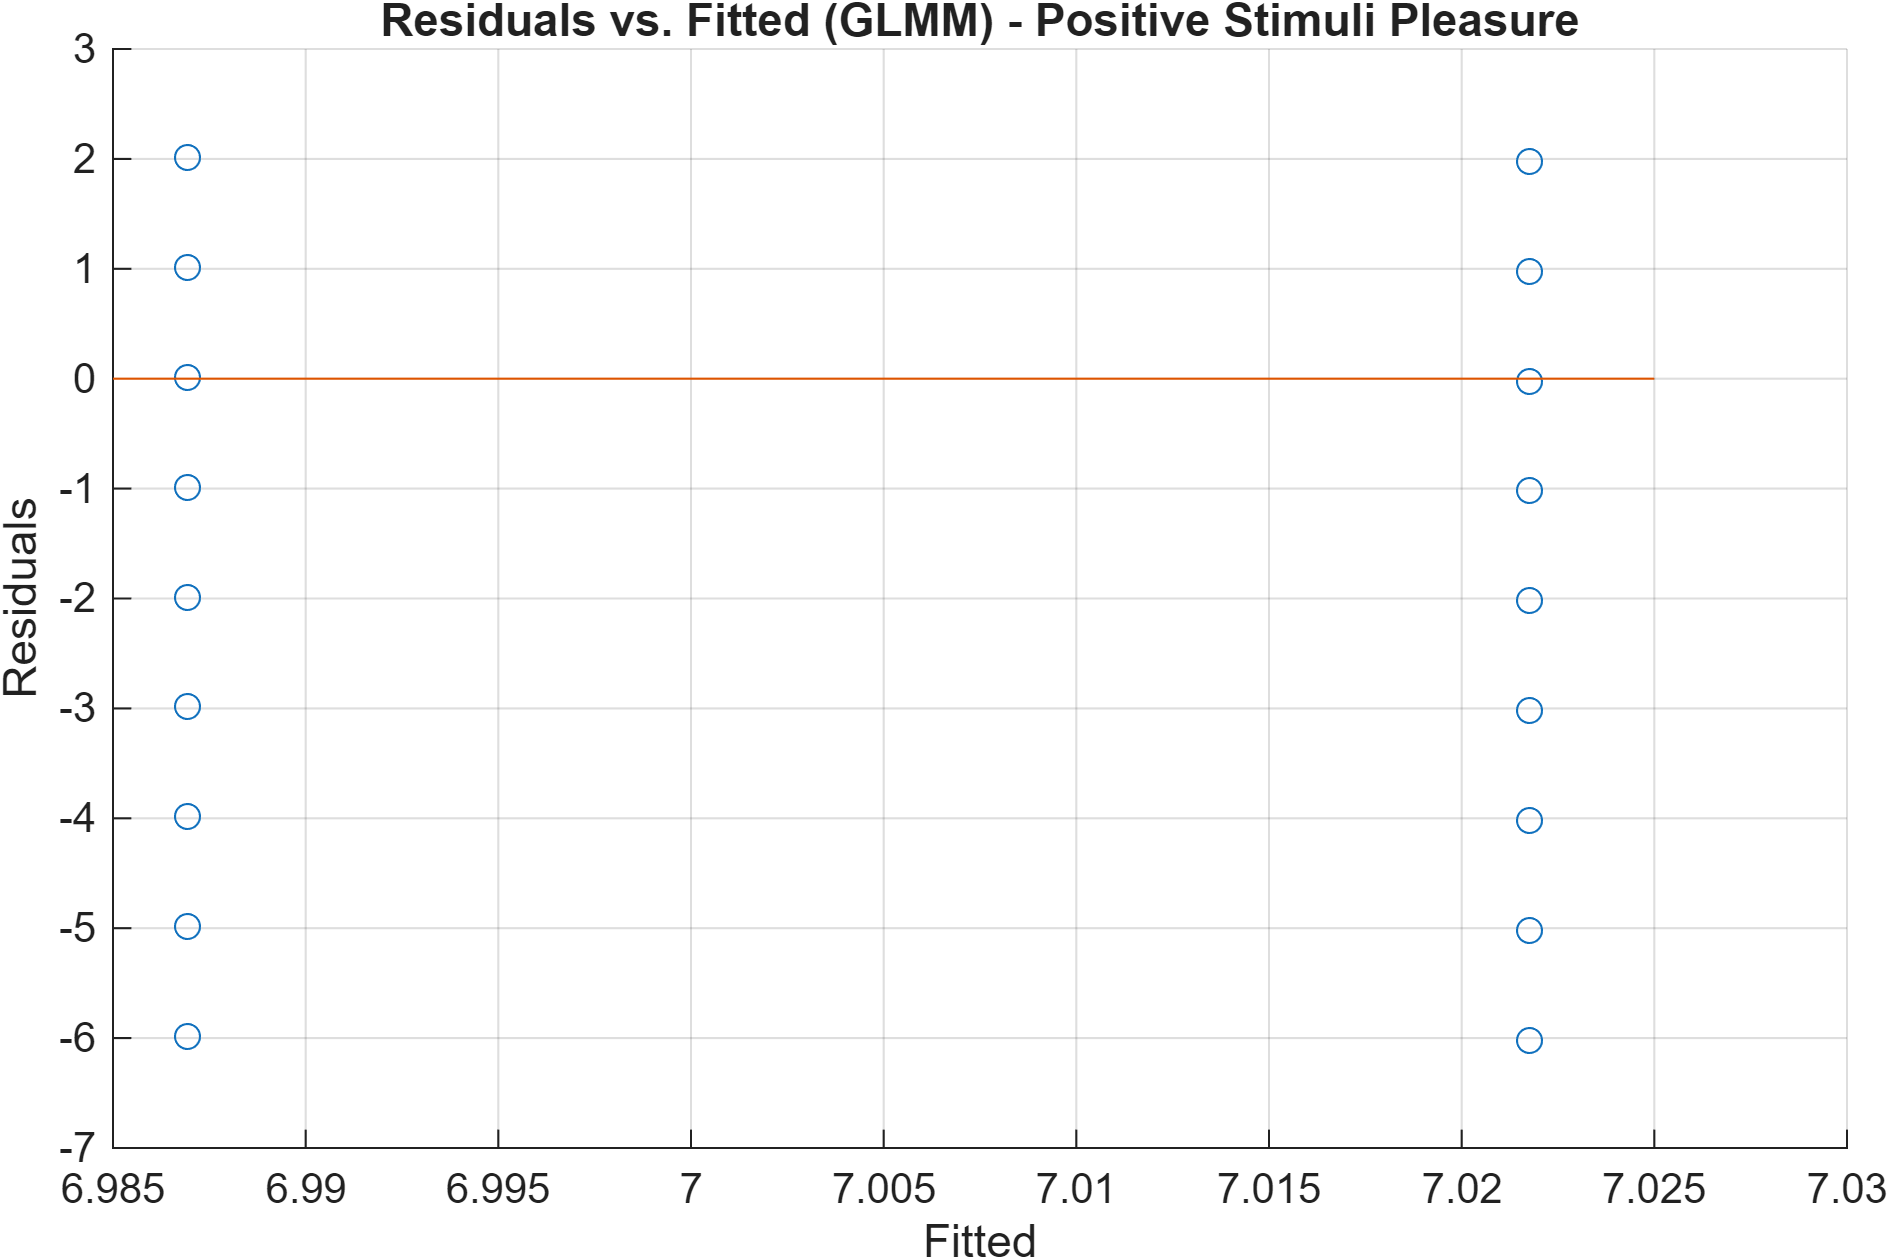 Residuals vs. Fitted (GLMM) - Positive Stimuli Pleasure
3
2
1
0
-1
-2
-3
-4
-5
-6
-7
Residuals
6.985 6.99 6.995 7 7.005 7.01 7.015 7.02 7.025 7.03
Fitted